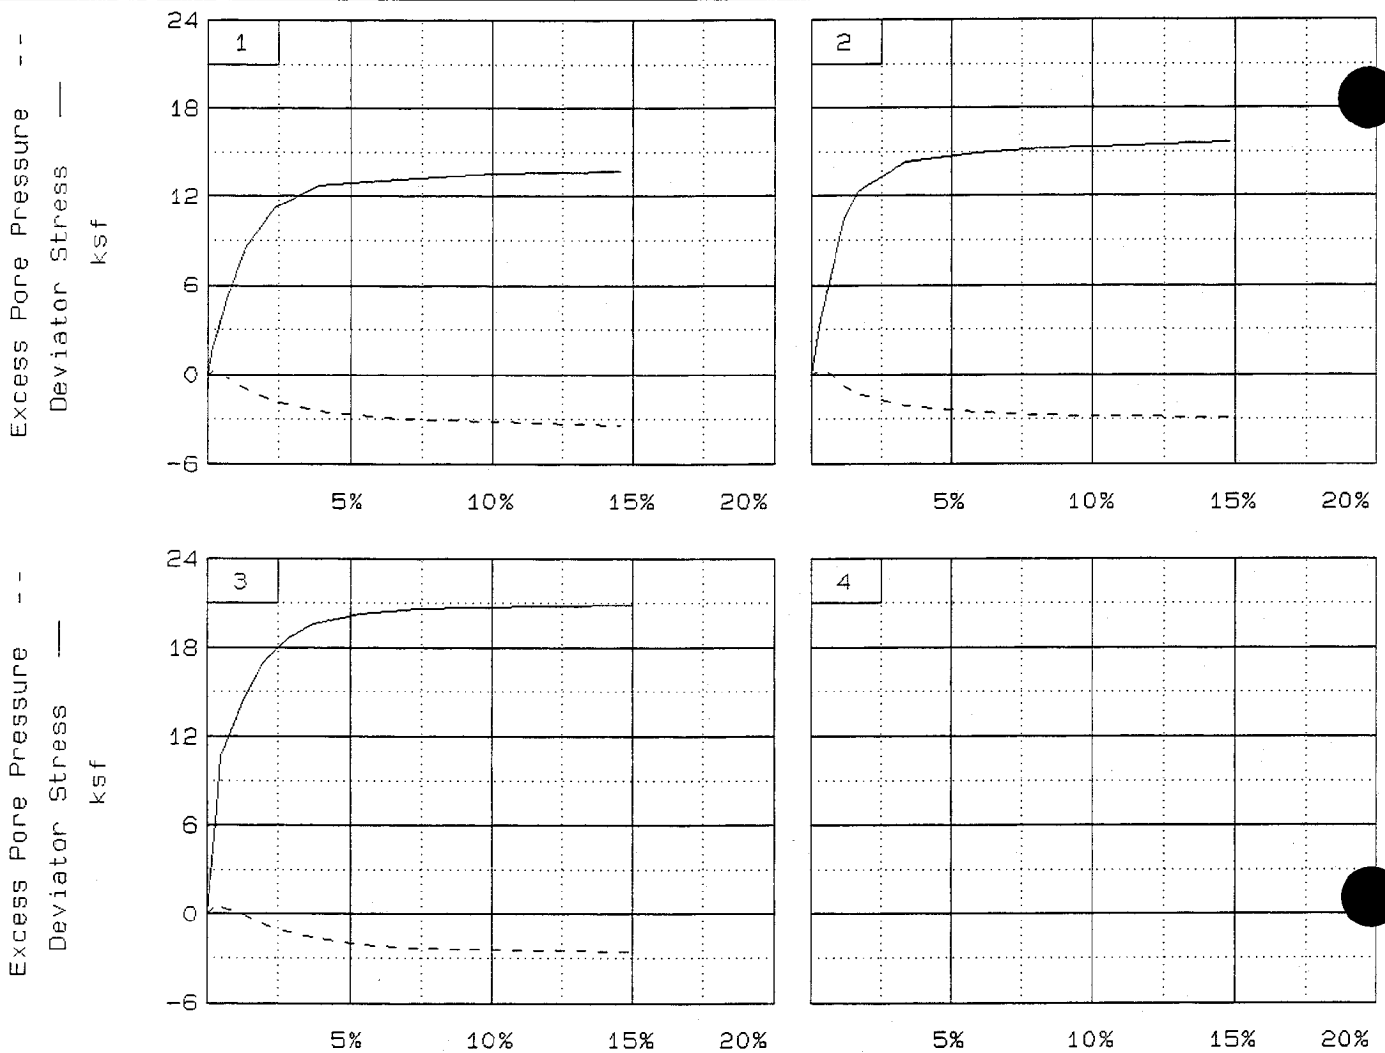 Excess Pore Pressure --
Deviator Stress —
ksf
24
18
12
6
0
-6
1
5% 10% 15% 20%
2
5% 10% 15% 20%
Excess Pore Pressure --
Deviator Stress —
ksf
24
18
12
6
0
-6
3
5% 10% 15% 20%
4
5% 10% 15% 20%